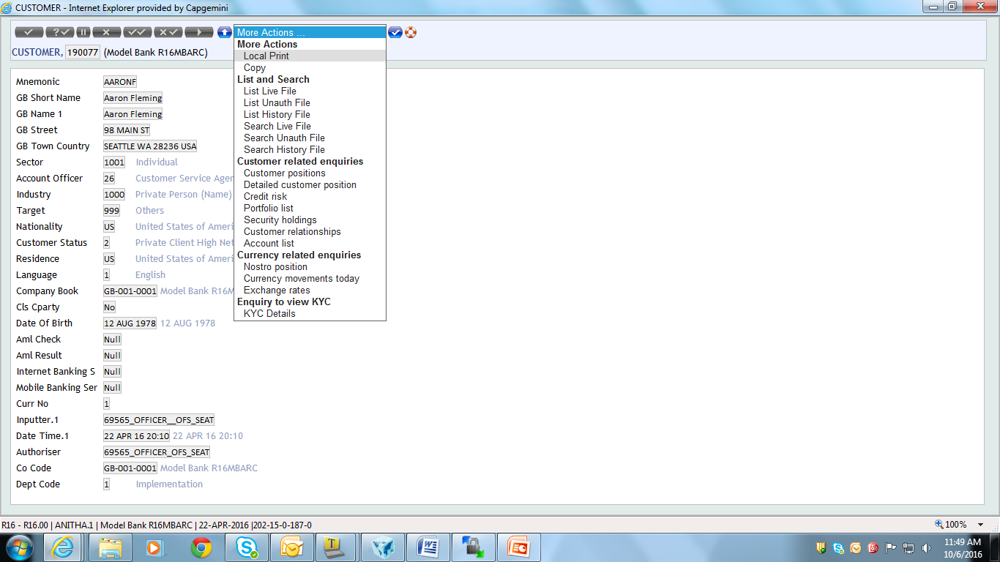 CUSTOMER - Internet Explorer provided by Capgemini
More Actions ...
CUSTOMER, 190077 (Model Bank R16MBARC)
More Actions
Local Print
Copy
List and Search
List Live File
List Unauth File
List History File
Search Live File
Search Unauth File
Search History File
Customer related enquiries
Customer positions
Detailed customer position
Credit risk
Portfolio list
Security holdings
Customer relationships
Account list
Currency related enquiries
Nostro position
Currency movements today
Exchange rates
Enquiry to view KYC
KYC Details
Mnemonic AARONF
GB Short Name Aaron Fleming
GB Name 1 Aaron Fleming
GB Street 98 MAIN ST
GB Town Country SEATTLE WA 28236 USA
Sector 1001 Individual
Account Officer 26 Customer Service Agen
Industry 1000 Private Person (Name)
Target 999 Others
Nationality US United States of Ameri
Customer Status 2 Private Client High Net
Residence US United States of Ameri
Language 1 English
Company Book GB-001-0001 Model Bank R16M
Cls Cparty No
Date Of Birth 12 AUG 1978 12 AUG 1978
Aml Check Null
Aml Result Null
Internet Banking S Null
Mobile Banking Ser Null
Curr No 1
Inputter.1 69565_OFFICER__OFS_SEAT
Date Time.1 22 APR 16 20:10 22 APR 16 20:10
Authoriser 69565_OFFICER_OFS_SEAT
Co Code GB-001-0001 Model Bank R16MBARC
Dept Code 1 Implementation
R16 - R16.00 | ANITHA.1 | Model Bank R16MBARC | 22-APR-2016 |202-15-0-187-0
100%
11:49 AM
10/6/2016